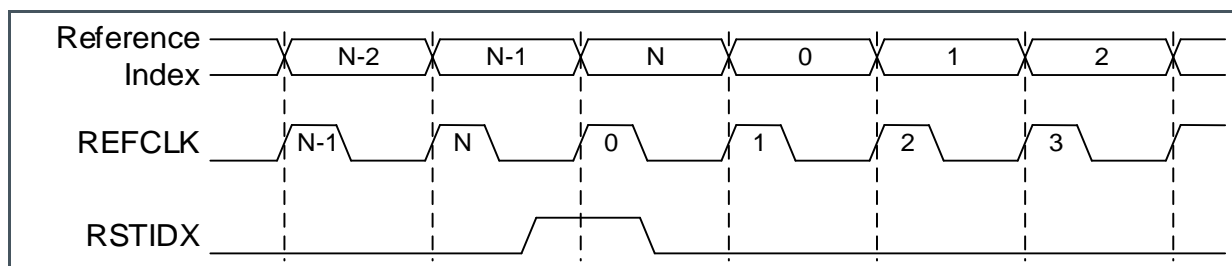 Reference
Index
N-2 N-1 N 0 1 2
REFCLK
N-1 N 0 1 2 3
RSTIDX